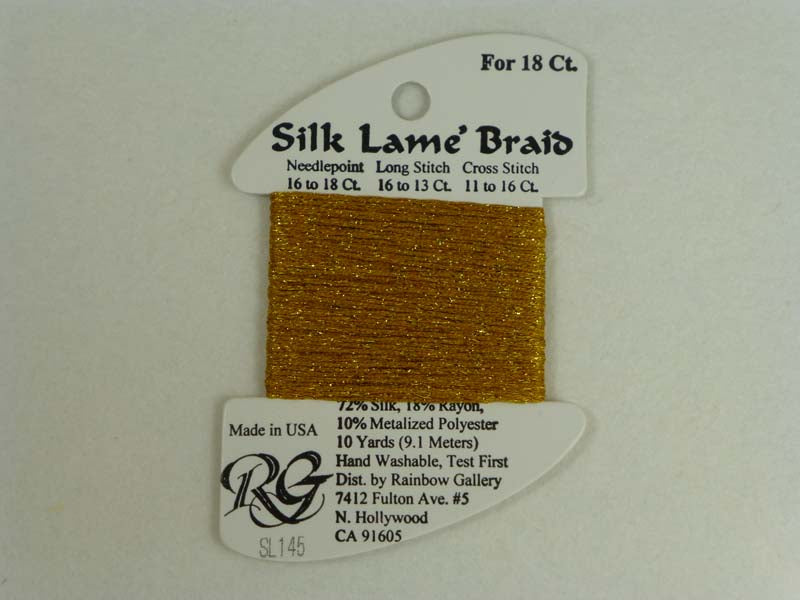 For 18 Ct.
Silk Lamé Braid
Needlepoint Long Stitch Cross Stitch
16 to 18 Ct. 16 to 13 Ct. 11 to 16 Ct.
72% Silk, 18% Rayon,
10% Metalized Polyester
10 Yards (9.1 Meters)
Hand Washable, Test First
Dist. by Rainbow Gallery
7412 Fulton Ave. #5
N. Hollywood
CA 91605
Made in USA
RG
SL145